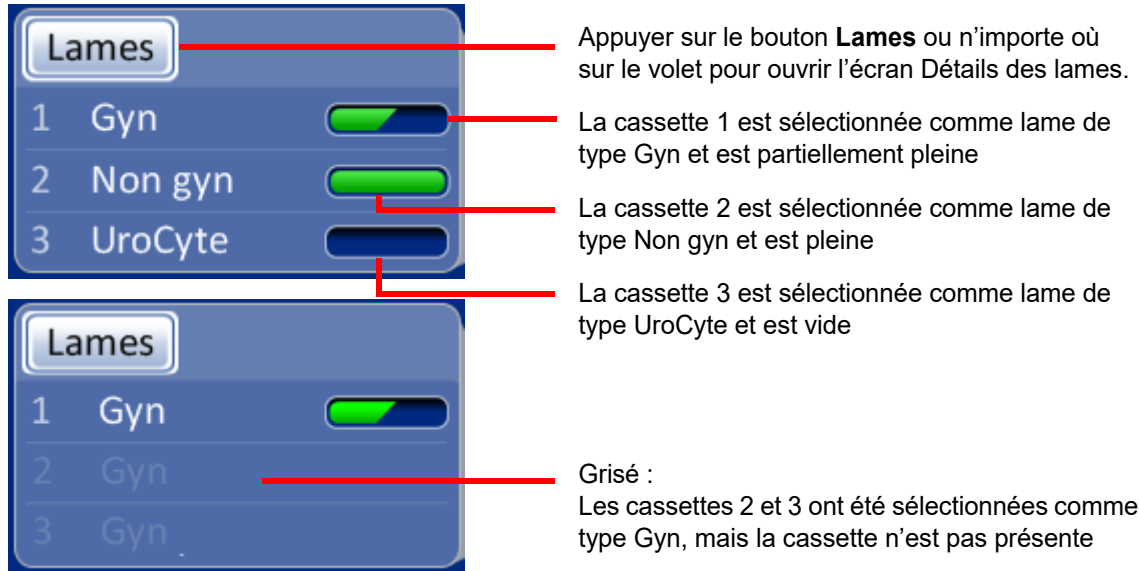 Lames
1 Gyn
2 Non gyn
3 UroCyte
Appuyer sur le bouton Lames ou n’importe où
sur le volet pour ouvrir l’écran Détails des lames.
La cassette 1 est sélectionnée comme lame de
type Gyn et est partiellement pleine
La cassette 2 est sélectionnée comme lame de
type Non gyn et est pleine
La cassette 3 est sélectionnée comme lame de
type UroCyte et est vide
Lames
1 Gyn
2 Gyn
3 Gyn
Grisé :
Les cassettes 2 et 3 ont été sélectionnées comme
type Gyn, mais la cassette n’est pas présente